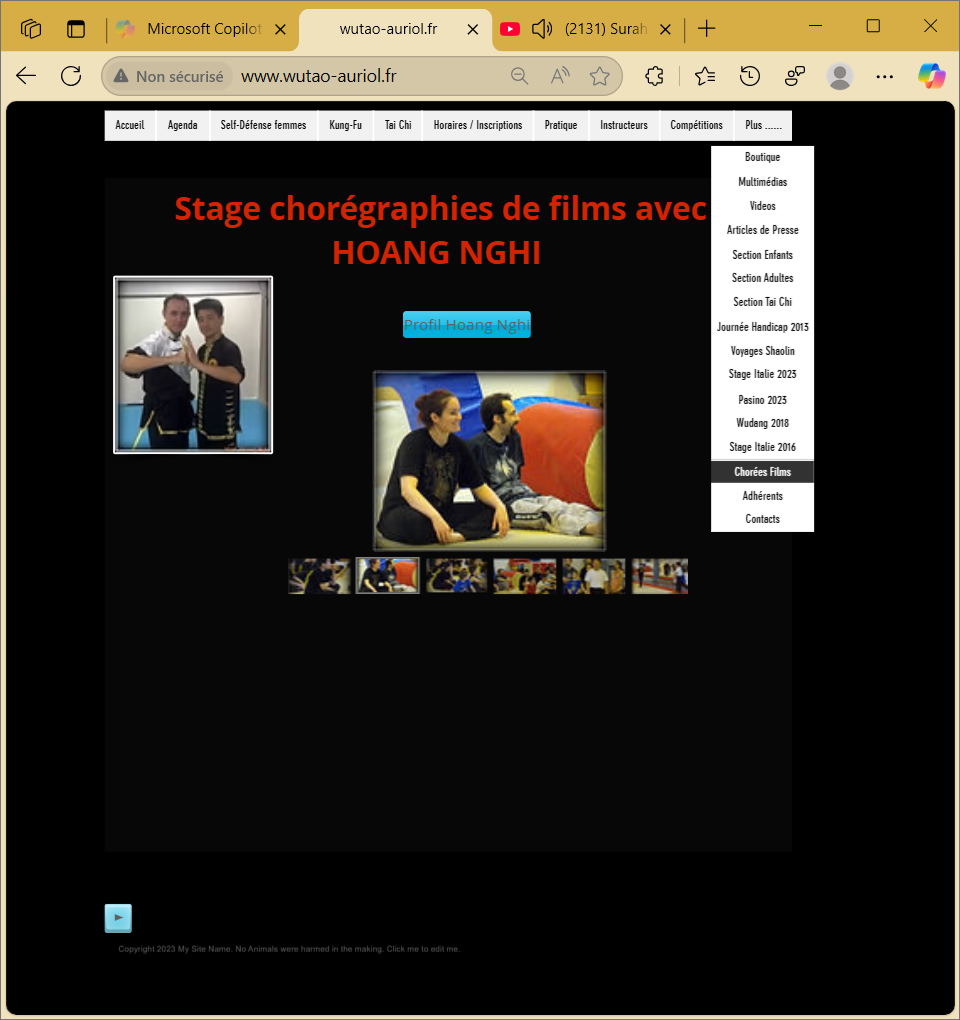 Microsoft Copilot
wutao-auriol.fr
(2131) Surah
Non sécurisé
www.wutao-auriol.fr
Accueil
Agenda
Self-Défense femmes
Kung-Fu
Tai Chi
Horaires / Inscriptions
Pratique
Instructeurs
Compétitions
Plus ......
Boutique
Multimédias
Videos
Articles de Presse
Section Enfants
Section Adultes
Section Tai Chi
Journée Handicap 2013
Voyages Shaolin
Stage Italie 2023
Pasino 2023
Wudang 2018
Stage Italie 2016
Chorées Films
Adhérents
Contacts
Stage chorégraphies de films avec
HOANG NGHI
Profil Hoang Nghi
Copyright 2023 My Site Name. No Animals were harmed in the making. Click me to edit me.